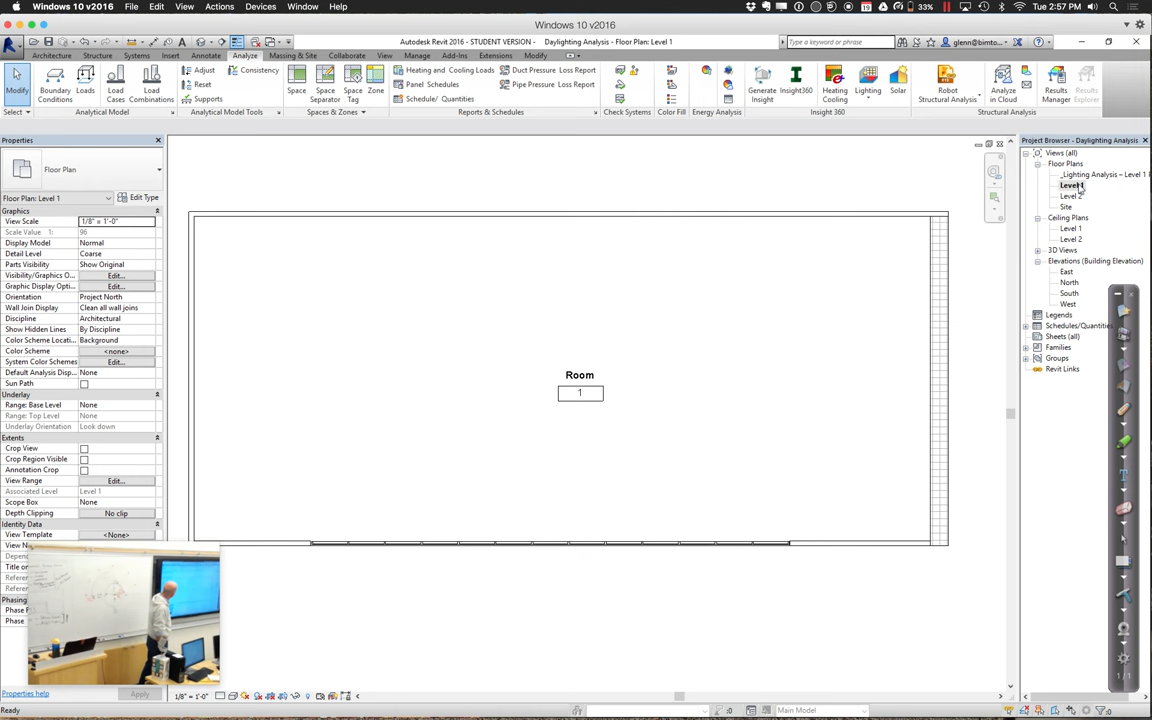 Windows 10 v2016 File Edit View Actions Devices Window Help 33% Tue 2:57 PM
Windows 10 v2016
Autodesk Revit 2016 - STUDENT VERSION - Daylighting Analysis - Floor Plan: Level 1 Type a keyword or phrase glenn@bimto...
Architecture Structure Systems Insert Annotate Analyze Massing & Site Collaborate View Manage Add-Ins Extensions Modify
Modify Boundary Conditions Loads Load Cases Load Combinations Adjust Consistency Reset Supports
Space Space Separator Space Tag Zone Heating and Cooling Loads Duct Pressure Loss Report Panel Schedules Pipe Pressure Loss Report Schedule/ Quantities
Generate Insight Insight360 Heating Cooling Lighting Solar Robot Structural Analysis Analyze in Cloud Results Manager Results Explorer
Select Analytical Model Analytical Model Tools Spaces & Zones Reports & Schedules Check Systems Color Fill Energy Analysis Insight 360 Structural Analysis
Properties
Floor Plan
Floor Plan: Level 1 Edit Type
Graphics
View Scale 1/8" = 1'-0"
Scale Value 1: 96
Display Model Normal
Detail Level Coarse
Parts Visibility Show Original
Visibility/Graphics O... Edit...
Graphic Display Opti... Edit...
Orientation Project North
Wall Join Display Clean all wall joins
Discipline Architectural
Show Hidden Lines By Discipline
Color Scheme Locati... Background
Color Scheme <none>
System Color Schemes Edit...
Default Analysis Disp... None
Sun Path
Underlay
Range: Base Level None
Range: Top Level None
Underlay Orientation Look down
Extents
Crop View
Crop Region Visible
Annotation Crop
View Range Edit...
Associated Level Level 1
Scope Box None
Depth Clipping No clip
Identity Data
View Template <None>
View N
Depen
Title o
Refere
Refere
Phasing
Phase F
Phase
Properties help Apply
Room
1
Project Browser - Daylighting Analysis
Views (all)
Floor Plans
_Lighting Analysis – Level 1
Level 1
Level 2
Site
Ceiling Plans
Level 1
Level 2
3D Views
Elevations (Building Elevation)
East
North
South
West
Legends
Schedules/Quantities
Sheets (all)
Families
Groups
Revit Links
1 / 1
1/8" = 1'-0"
Ready :0 Main Model :0